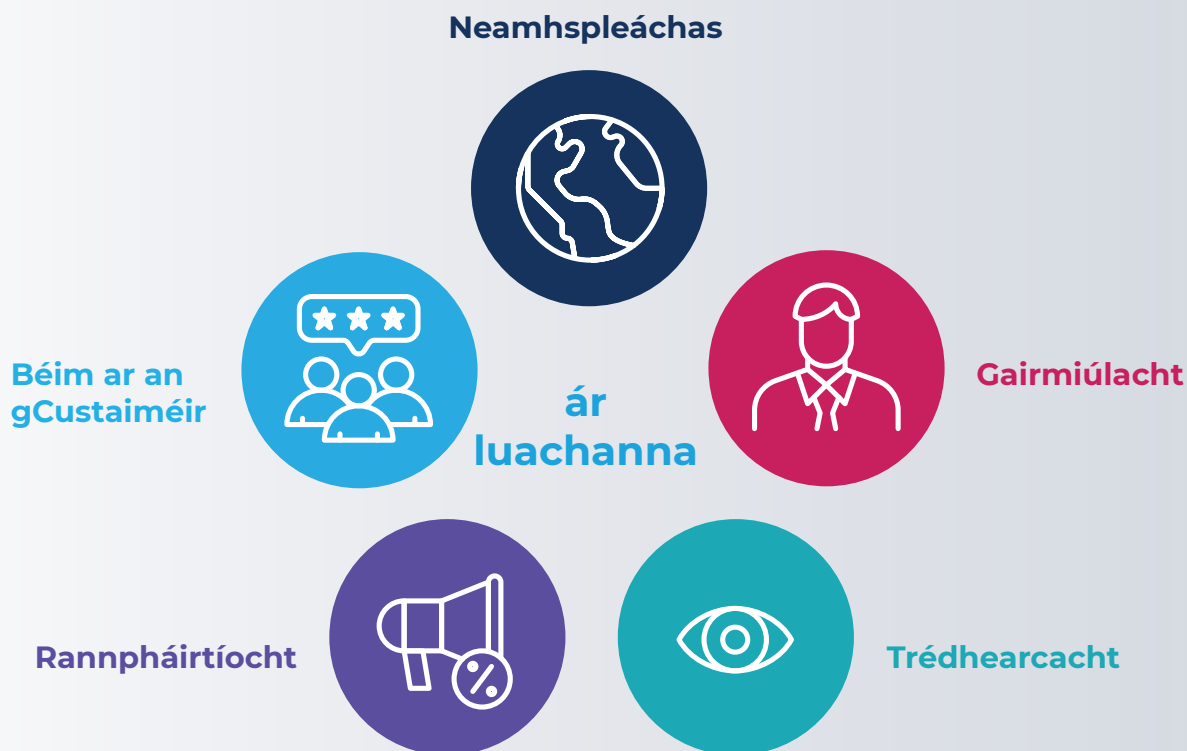 Neamhspleáchas
Béim ar an
gCustaiméir
Gairmiúlacht
ár
luachanna
Rannpháirtíocht
Trédhearcacht